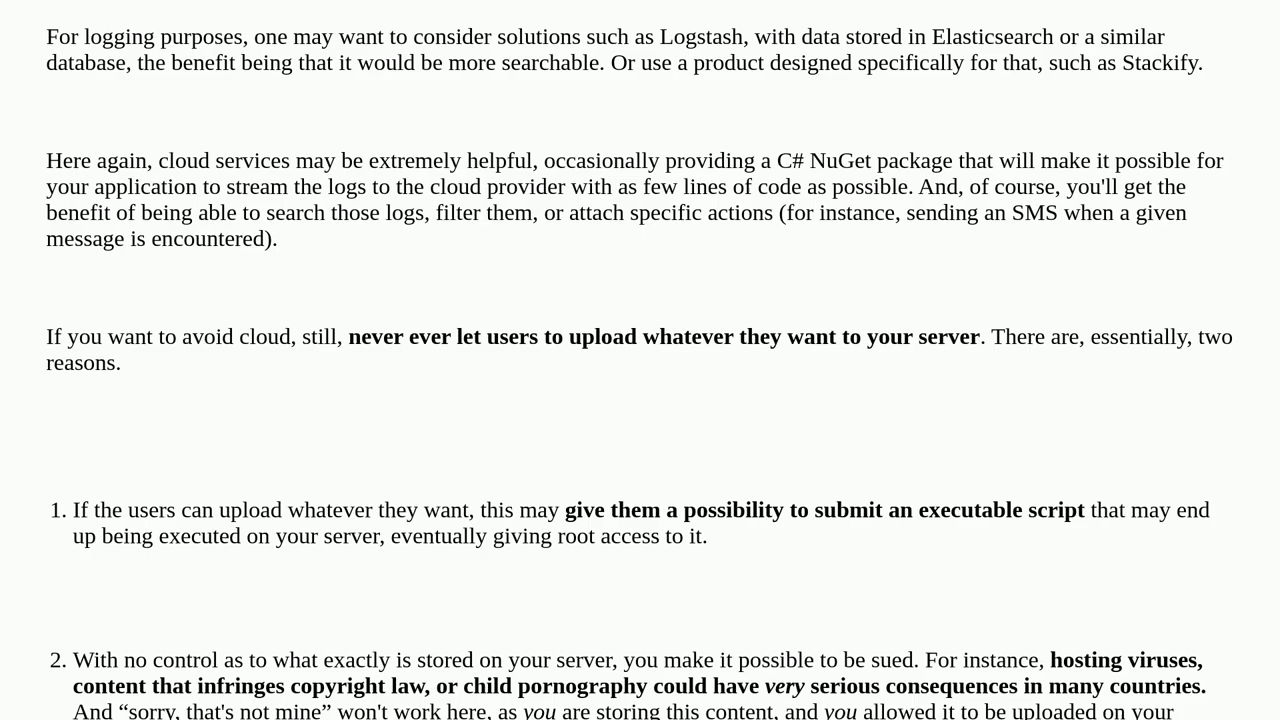 For logging purposes, one may want to consider solutions such as Logstash, with data stored in Elasticsearch or a similar
database, the benefit being that it would be more searchable. Or use a product designed specifically for that, such as Stackify.
Here again, cloud services may be extremely helpful, occasionally providing a C# NuGet package that will make it possible for
your application to stream the logs to the cloud provider with as few lines of code as possible. And, of course, you'll get the
benefit of being able to search those logs, filter them, or attach specific actions (for instance, sending an SMS when a given
message is encountered).
If you want to avoid cloud, still, never ever let users to upload whatever they want to your server. There are, essentially, two
reasons.
1. If the users can upload whatever they want, this may give them a possibility to submit an executable script that may end
up being executed on your server, eventually giving root access to it.
2. With no control as to what exactly is stored on your server, you make it possible to be sued. For instance, hosting viruses,
content that infringes copyright law, or child pornography could have very serious consequences in many countries.
And “sorry, that's not mine” won't work here, as you are storing this content, and you allowed it to be uploaded on your